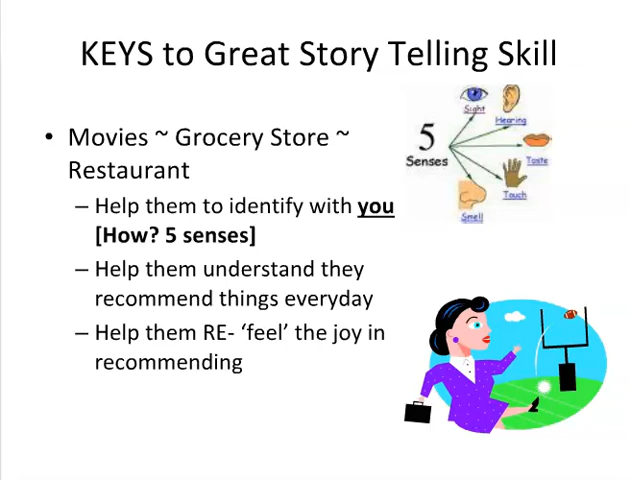 KEYS to Great Story Telling Skill
• Movies ~ Grocery Store ~
Restaurant
– Help them to identify with you
[How? 5 senses]
– Help them understand they
recommend things everyday
– Help them RE- ‘feel’ the joy in
recommending
5
Senses
Sight
Hearing
Taste
Touch
Smell